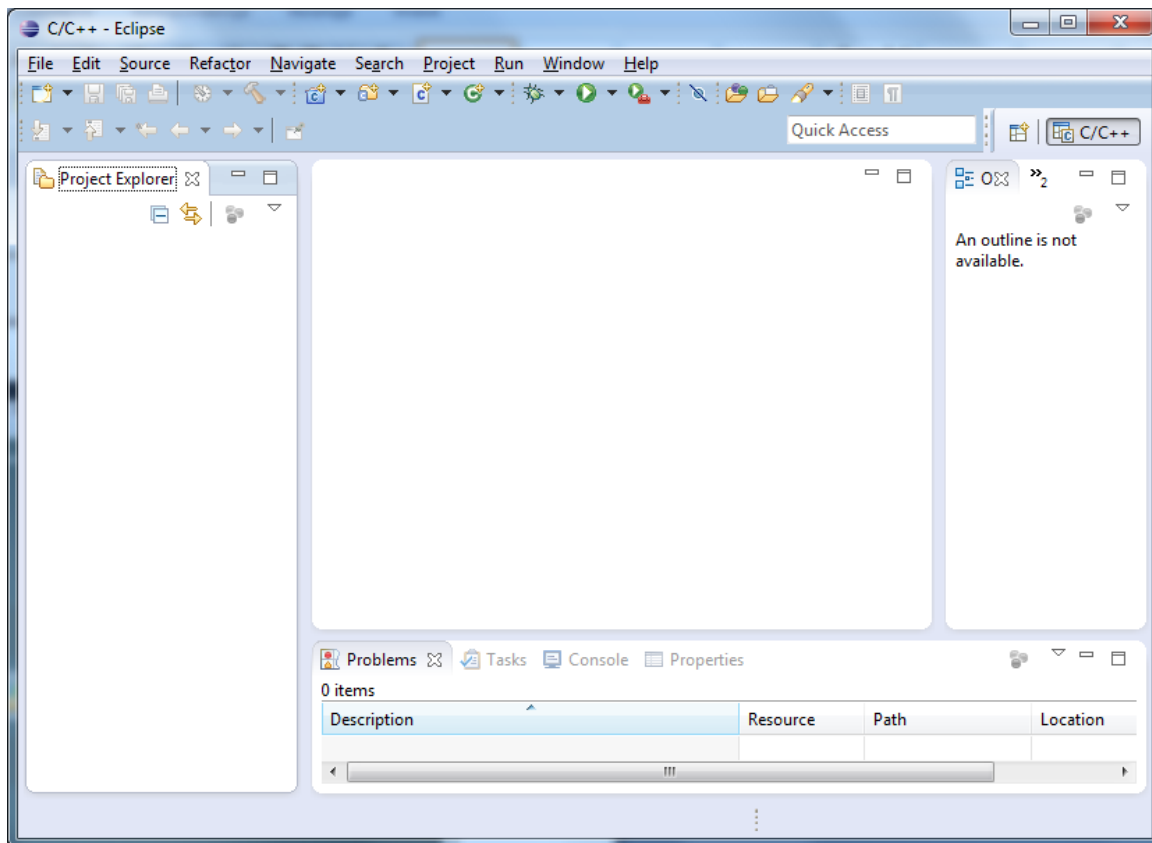 C/C++ - Eclipse
File Edit Source Refactor Navigate Search Project Run Window Help
Quick Access
C/C++
Project Explorer
O
»2
An outline is not
available.
Problems Tasks Console Properties
0 items
Description Resource Path Location